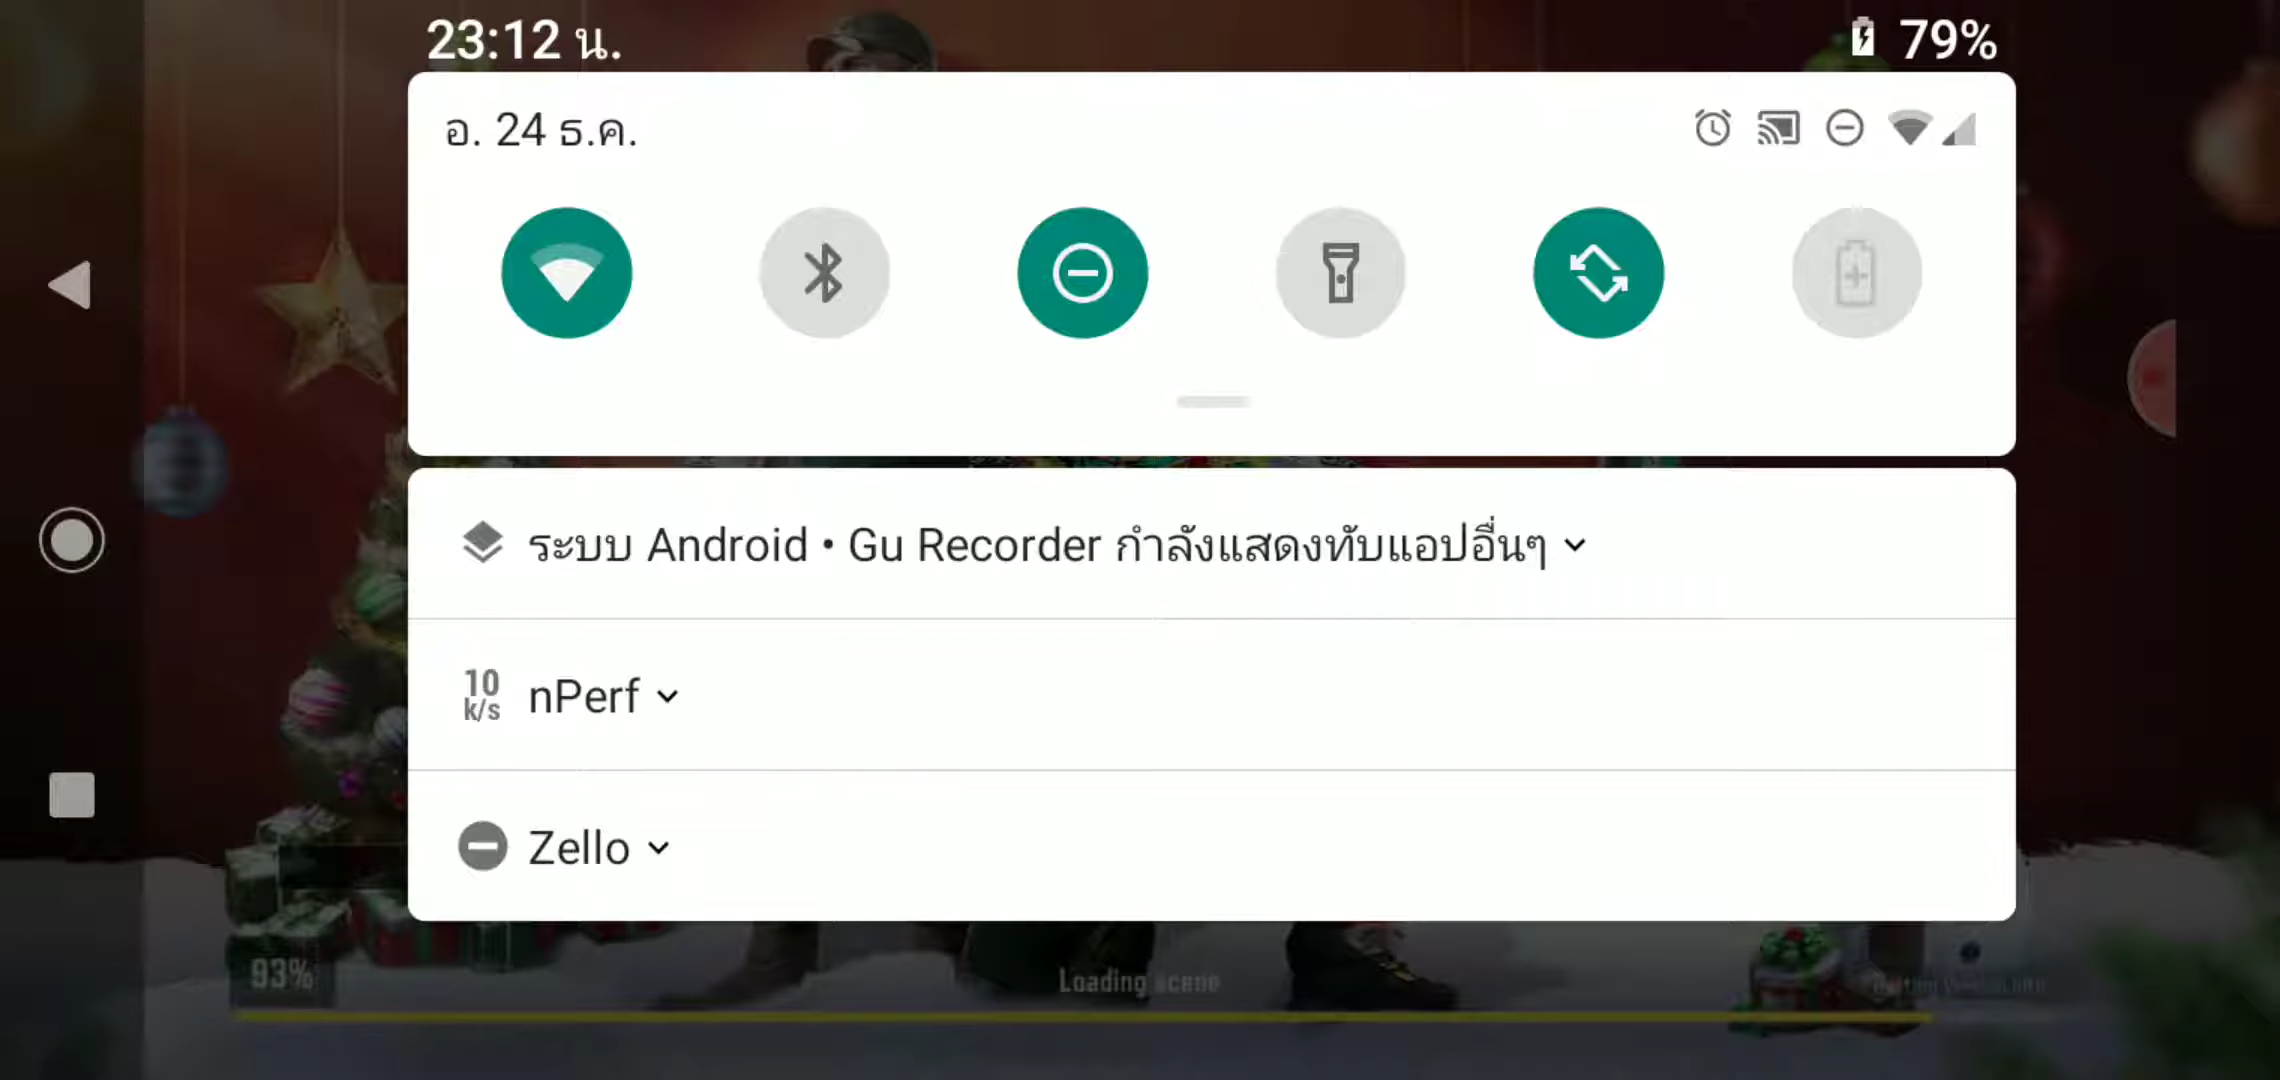 23:12 น.
79%
อ. 24 ธ.ค.
ระบบ Android • Gu Recorder กำลังแสดงทับแอปอื่นๆ
10
k/s
nPerf
Zello
93%
Loading scene